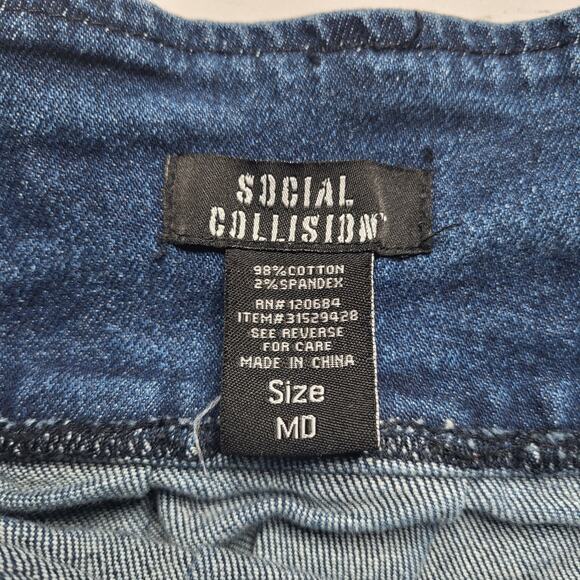 SOCIAL
COLLISION
98% COTTON
2% SPANDEX
RN# 120684
ITEM# 31529428
SEE REVERSE
FOR CARE
MADE IN CHINA
Size
MD